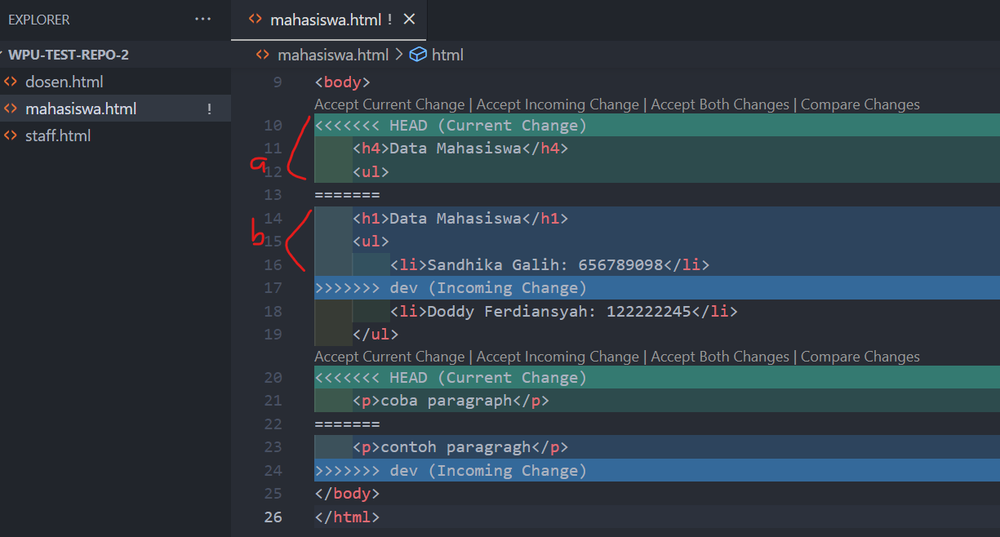 EXPLORER ...
mahasiswa.html !
WPU-TEST-REPO-2
dosen.html
mahasiswa.html !
staff.html
mahasiswa.html > html
9 <body>
Accept Current Change | Accept Incoming Change | Accept Both Changes | Compare Changes
10 <<<<<<< HEAD (Current Change)
11 <h4>Data Mahasiswa</h4>
a
12 <ul>
13 =======
14 <h1>Data Mahasiswa</h1>
b
15 <ul>
16 <li>Sandhika Galih: 656789098</li>
17 >>>>>>> dev (Incoming Change)
18 <li>Doddy Ferdiansyah: 122222245</li>
19 </ul>
Accept Current Change | Accept Incoming Change | Accept Both Changes | Compare Changes
20 <<<<<<< HEAD (Current Change)
21 <p>coba paragraph</p>
22 =======
23 <p>contoh paragragh</p>
24 >>>>>>> dev (Incoming Change)
25 </body>
26 </html>